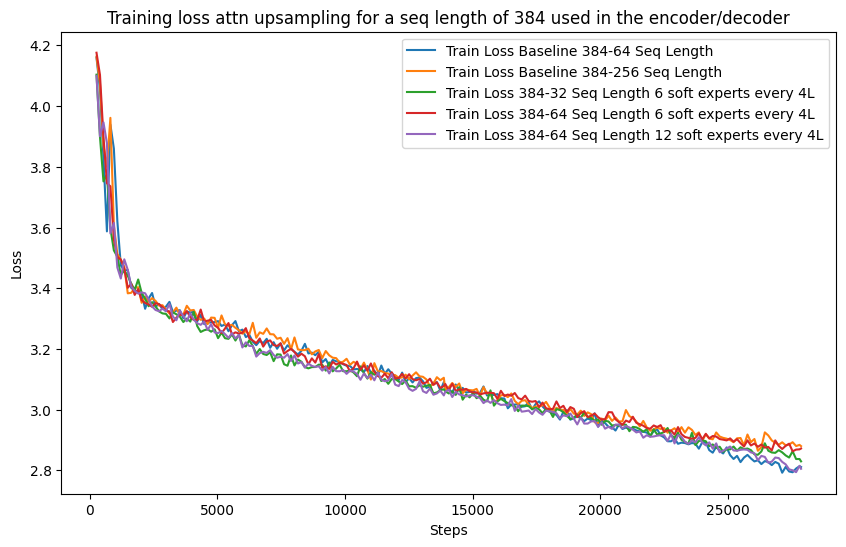 Training loss attn upsampling for a seq length of 384 used in the encoder/decoder
Train Loss Baseline 384-64 Seq Length
Train Loss Baseline 384-256 Seq Length
Train Loss 384-32 Seq Length 6 soft experts every 4L
Train Loss 384-64 Seq Length 6 soft experts every 4L
Train Loss 384-64 Seq Length 12 soft experts every 4L
Loss
4.2
4.0
3.8
3.6
3.4
3.2
3.0
2.8
0 5000 10000 15000 20000 25000
Steps